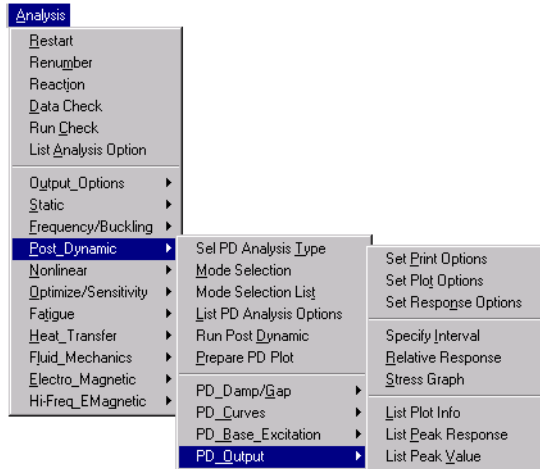 Analysis
Restart
Renumber
Reaction
Data Check
Run Check
List Analysis Option
Output_Options
Static
Frequency/Buckling
Post_Dynamic
Nonlinear
Optimize/Sensitivity
Fatigue
Heat_Transfer
Fluid_Mechanics
Electro_Magnetic
Hi-Freq_EMagnetic
Sel PD Analysis Type
Mode Selection
Mode Selection List
List PD Analysis Options
Run Post Dynamic
Prepare PD Plot
PD_Damp/Gap
PD_Curves
PD_Base_Excitation
PD_Output
Set Print Options
Set Plot Options
Set Response Options
Specify Interval
Relative Response
Stress Graph
List Plot Info
List Peak Response
List Peak Value